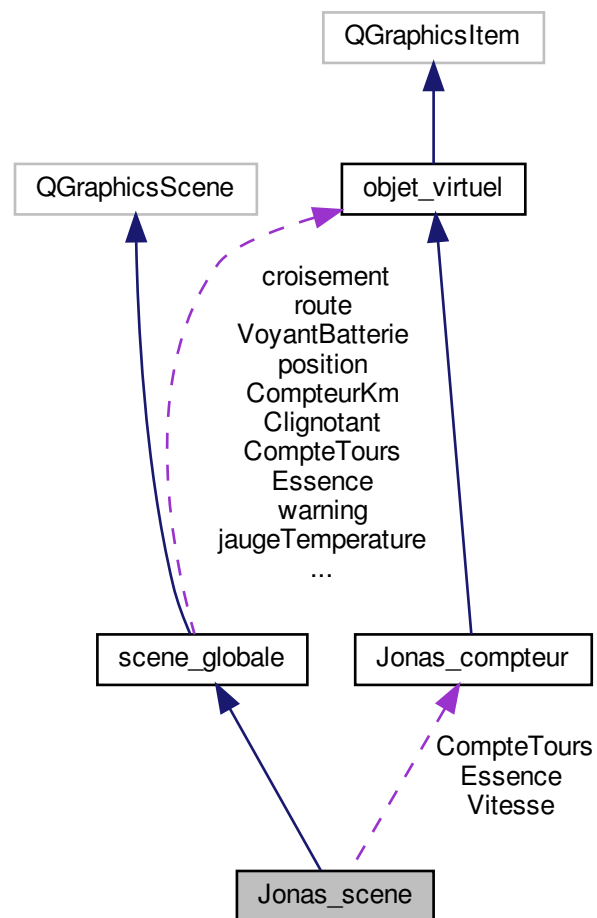 QGraphicsItem
QGraphicsScene
objet_virtuel
croisement
route
VoyantBatterie
position
CompteurKm
Clignotant
CompteTours
Essence
warning
jaugeTemperature
...
scene_globale
Jonas_compteur
CompteTours
Essence
Vitesse
Jonas_scene